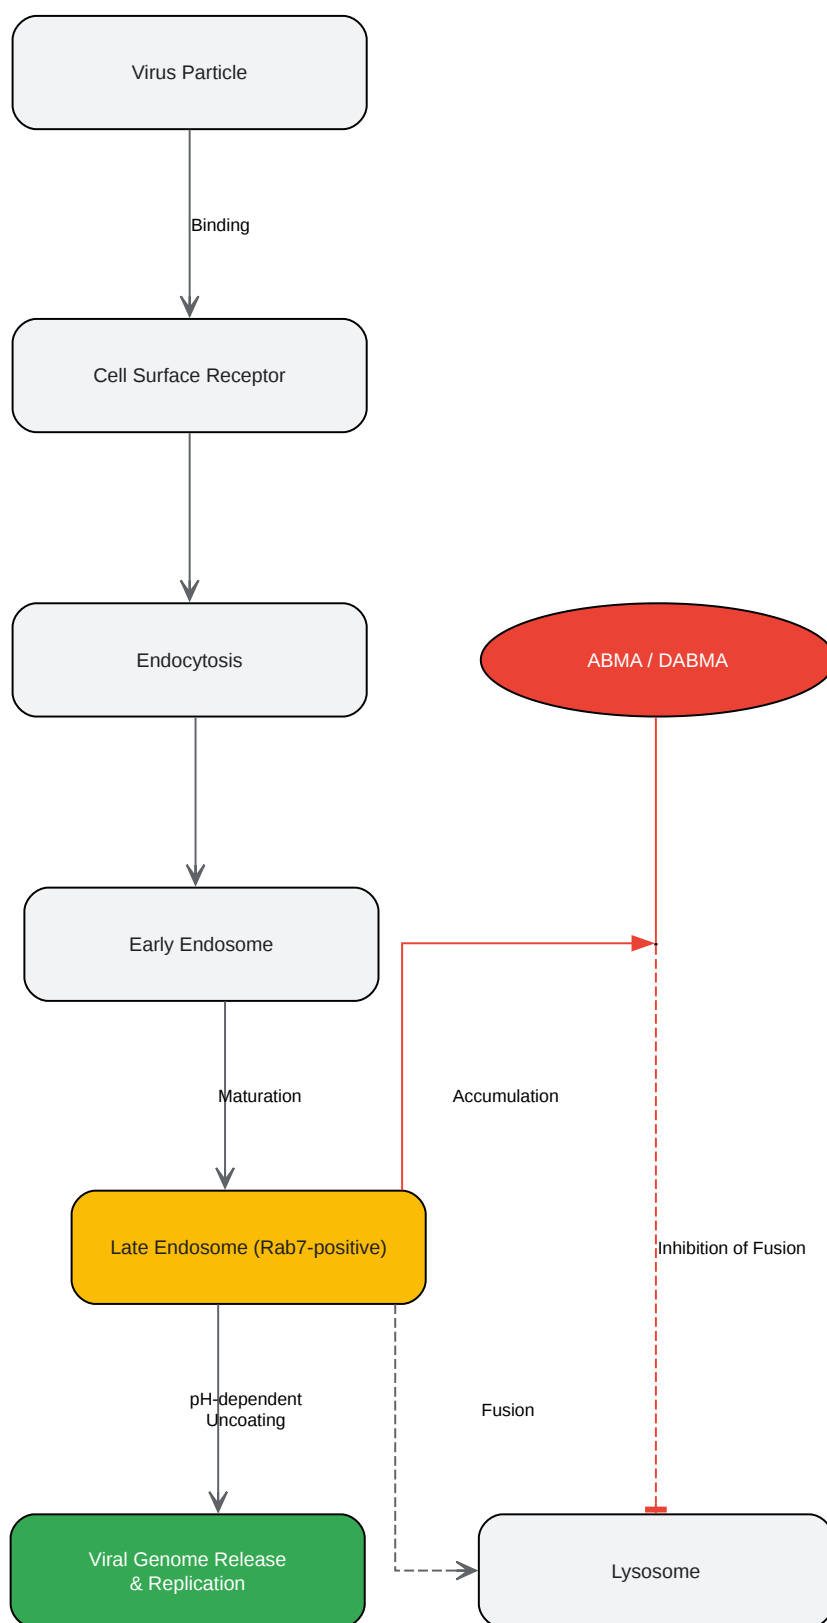 Virus Particle
Binding
Cell Surface Receptor
Endocytosis
ABMA / DABMA
Early Endosome
Maturation
Accumulation
Late Endosome (Rab7-positive)
Inhibition of Fusion
pH-dependent
Uncoating
Fusion
Viral Genome Release
& Replication
Lysosome